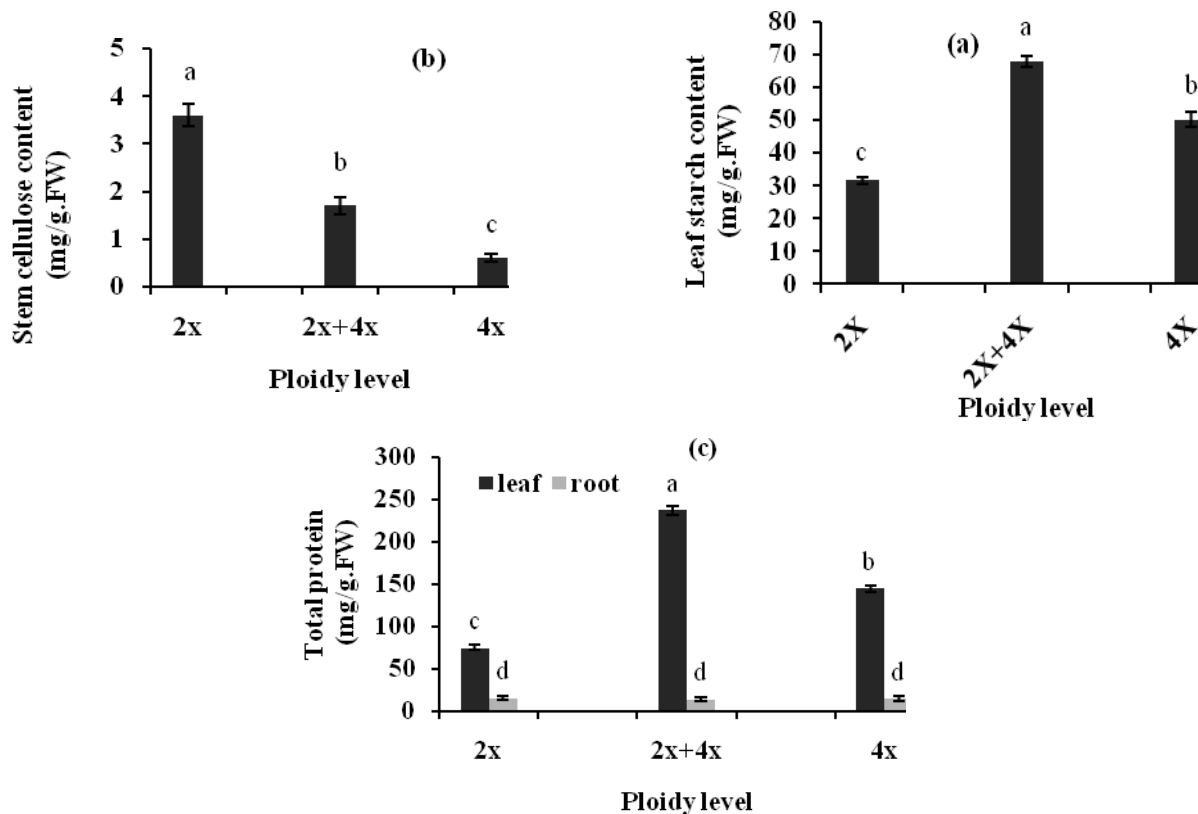 (b)
Stem cellulose content
(mg/g.FW)
5
4
3
2
1
0
a
b
c
2x
2x+4x
4x
Ploidy level
(a)
Leaf starch content
(mg/g.FW)
80
70
60
50
40
30
20
10
0
c
a
b
2X
2X+4X
4X
Ploidy level
(c)
Total protein
(mg/g.FW)
300
250
200
150
100
50
0
leaf root
c
d
a
d
b
d
2x
2x+4x
4x
Ploidy level